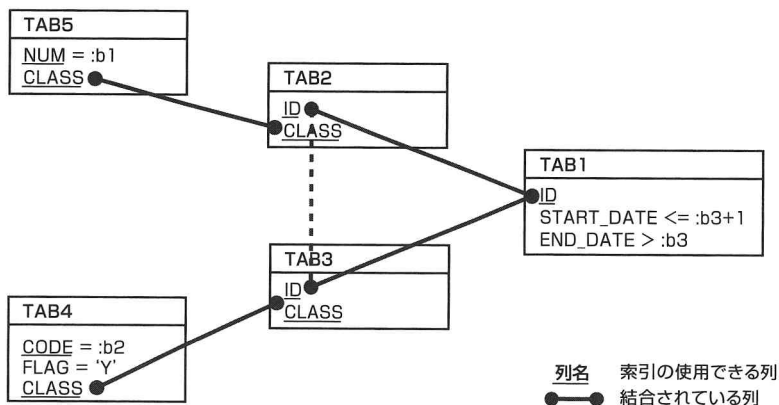 TAB5
NUM = :b1
CLASS
TAB2
ID
CLASS
TAB1
ID
START_DATE <= :b3+1
END_DATE > :b3
TAB3
ID
CLASS
TAB4
CODE = :b2
FLAG = 'Y'
CLASS
列名 索引の使用できる列
結合されている列